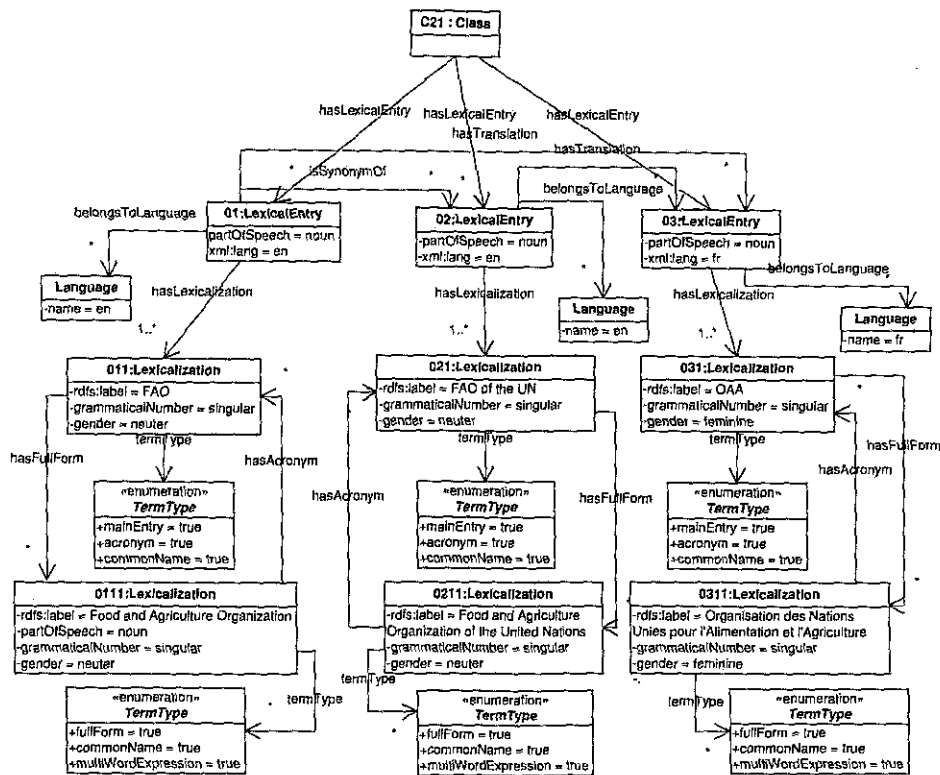 C21 : Class
hasLexicalEntry
hasLexicalEntry
hasLexicalEntry
hasTranslation
hasTranslation
isSynonymOf
belongsToLanguage
belongsToLanguage
01:LexicalEntry
partOfSpeech = noun
xml:lang = en
02:LexicalEntry
-partOfSpeech = noun
-xml:lang = en
03:LexicalEntry
-partOfSpeech = noun
-xml:lang = fr
belongsToLanguage
Language
-name = en
hasLexicalization
hasLexicalization
Language
-name = en
hasLexicalization
Language
-name = fr
1..*
1..*
1..*
011:Lexicalization
-rdfs:label = FAO
-grammaticalNumber = singular
-gender = neuter
021:Lexicalization
-rdfs:label = FAO of the UN
-grammaticalNumber = singular
-gender = neuter
031:Lexicalization
-rdfs:label = OAA
-grammaticalNumber = singular
-gender = feminine
termType
termType
termType
hasFullForm
hasAcronym
hasAcronym
hasFullForm
hasAcronym
hasFullForm
«enumeration»
TermType
+mainEntry = true
+acronym = true
+commonName = true
«enumeration»
TermType
+mainEntry = true
+acronym = true
+commonName = true
«enumeration»
TermType
+mainEntry = true
+acronym = true
+commonName = true
0111:Lexicalization
-rdfs:label = Food and Agriculture Organization
-partOfSpeech = noun
-grammaticalNumber = singular
-gender = neuter
0211:Lexicalization
-rdfs:label = Food and Agriculture
Organization of the United Nations
-grammaticalNumber = singular
-gender = neuter
0311:Lexicalization
-rdfs:label = Organisation des Nations
Unies pour l'Alimentation et l'Agriculture
-grammaticalNumber = singular
-gender = feminine
termType
termType
termType
«enumeration»
TermType
+fullForm = true
+commonName = true
+multiWordExpression = true
«enumeration»
TermType
+fullForm = true
+commonName = true
+multiWordExpression = true
«enumeration»
TermType
+fullForm = true
+commonName = true
+multiWordExpression = true